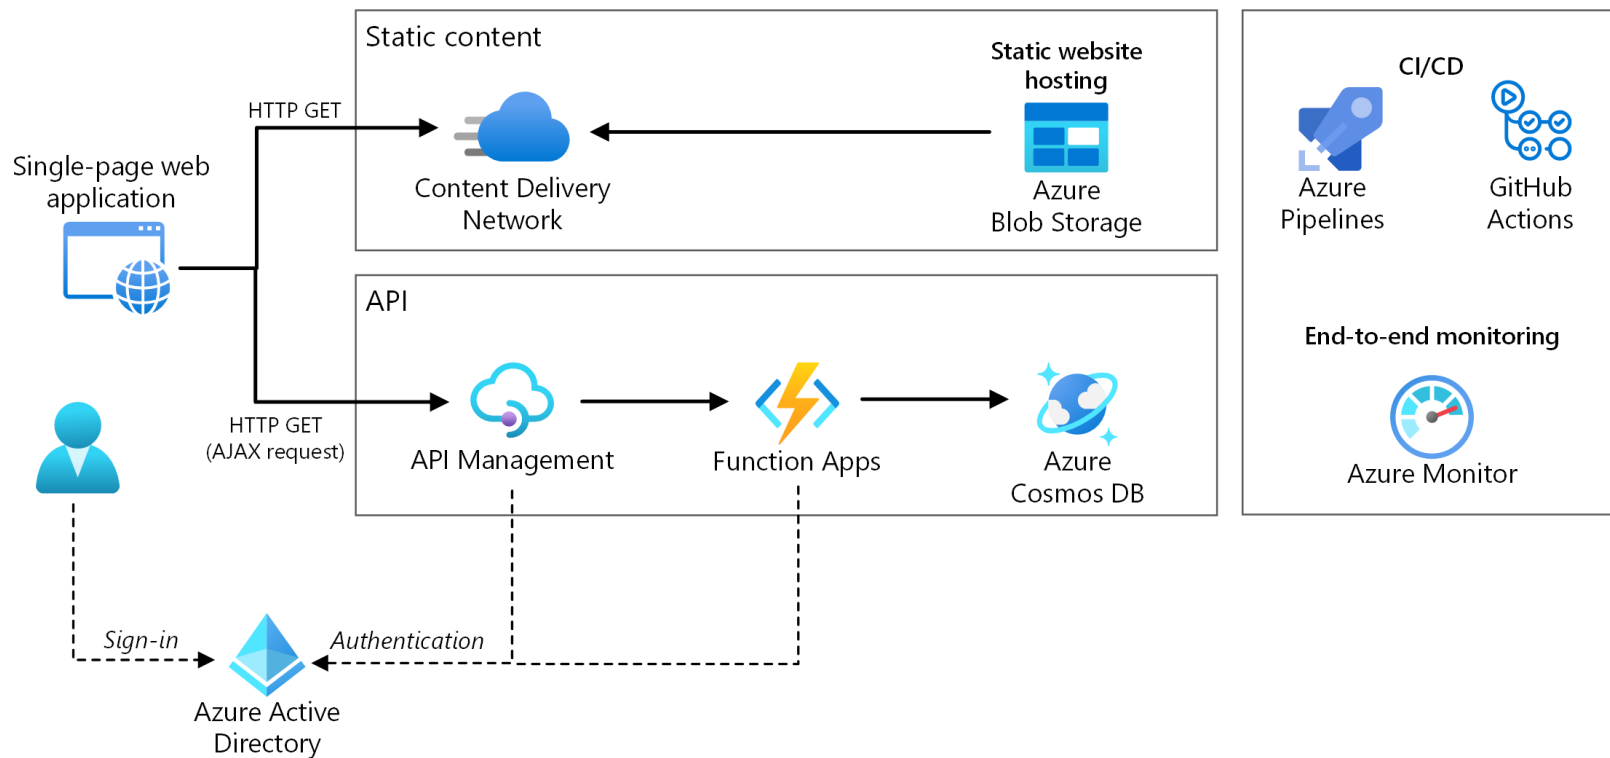 Static content
Static website
hosting
CI/CD
HTTP GET
Single-page web
application
Content Delivery
Network
Azure
Blob Storage
Azure
Pipelines
GitHub
Actions
API
End-to-end monitoring
HTTP GET
(AJAX request)
API Management
Function Apps
Azure
Cosmos DB
Azure Monitor
Sign-in
Authentication
Azure Active
Directory